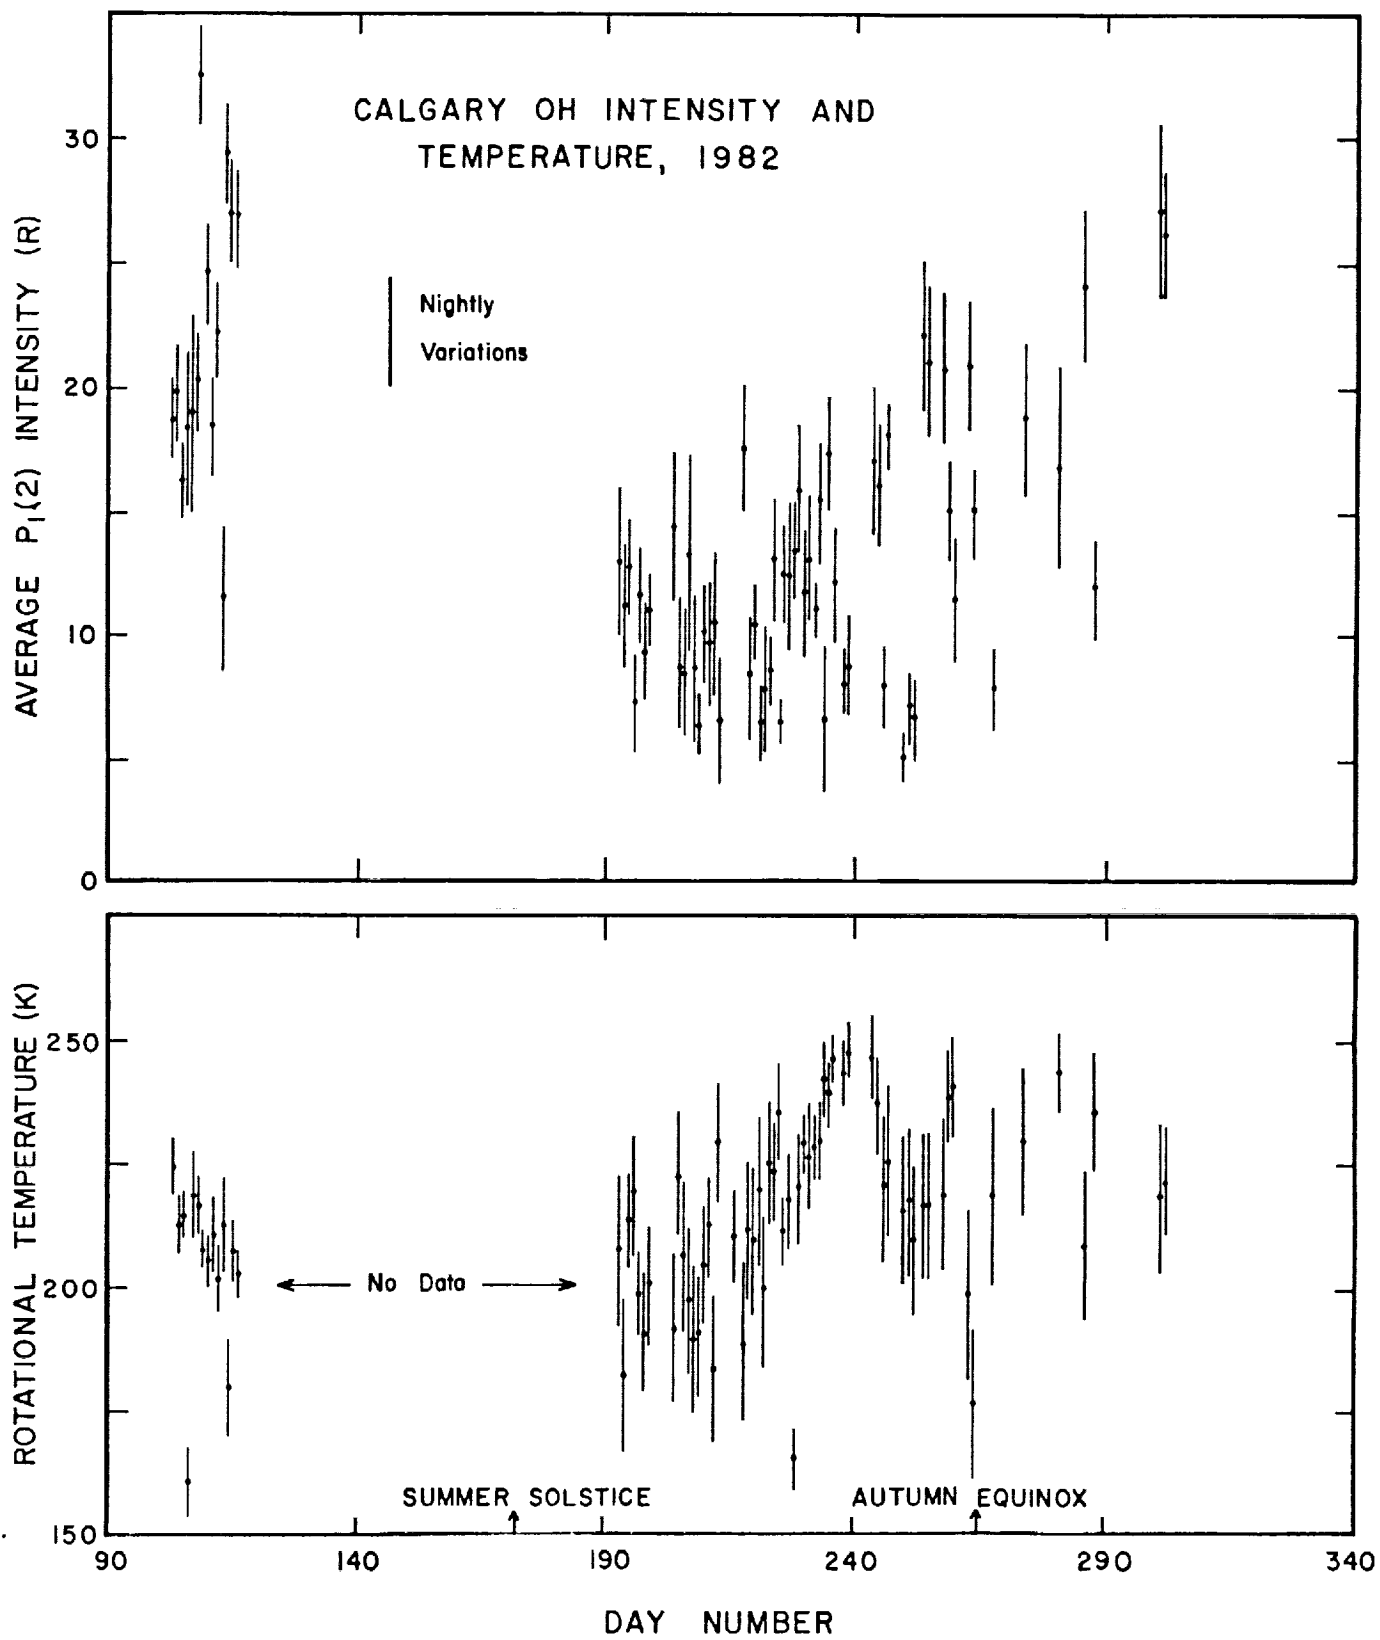 CALGARY OH INTENSITY AND
TEMPERATURE, 1982
Nightly
Variations
AVERAGE P₁(2) INTENSITY (R)
30
20
10
0
ROTATIONAL TEMPERATURE (K)
250
200
150
No Data
SUMMER SOLSTICE
AUTUMN EQUINOX
90 140 190 240 290 340
DAY NUMBER